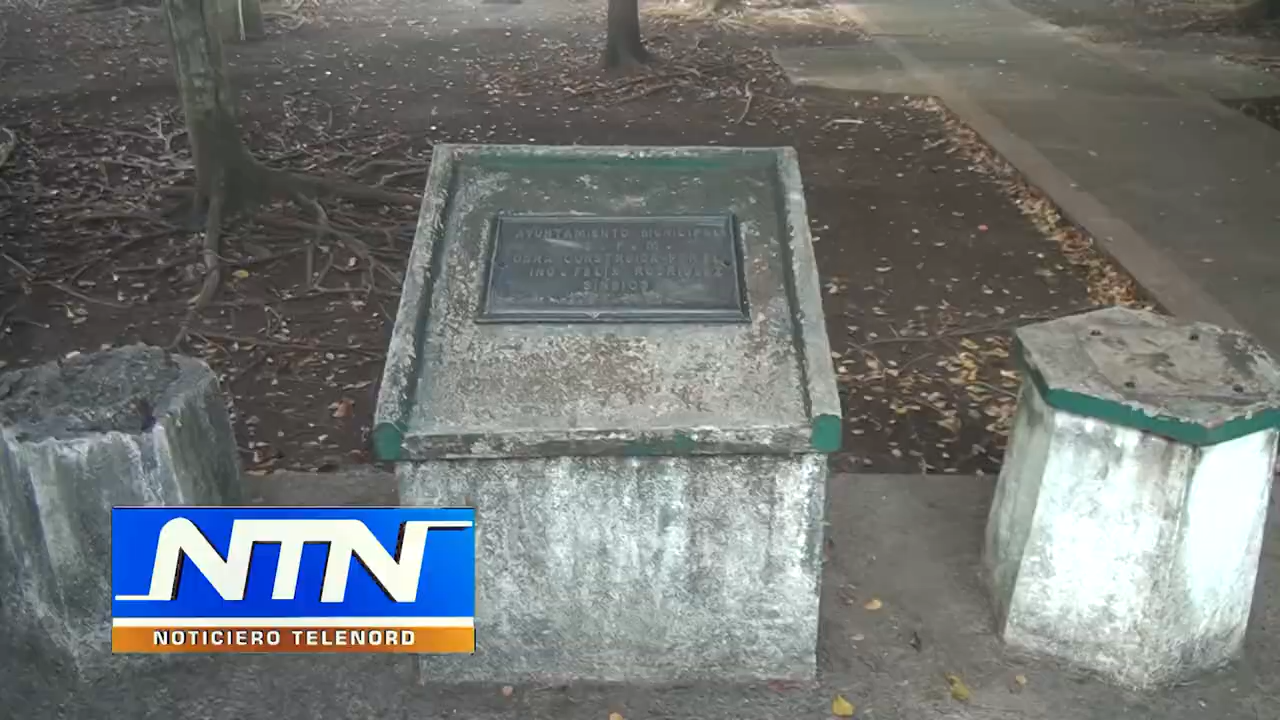 AYUNTAMIENTO MUNICIPAL
S. F. M.
OBRA CONSTRUIDA POR EL
ING. FELIX RODRIGUEZ
SINDICO
NTN
NOTICIERO TELENORD